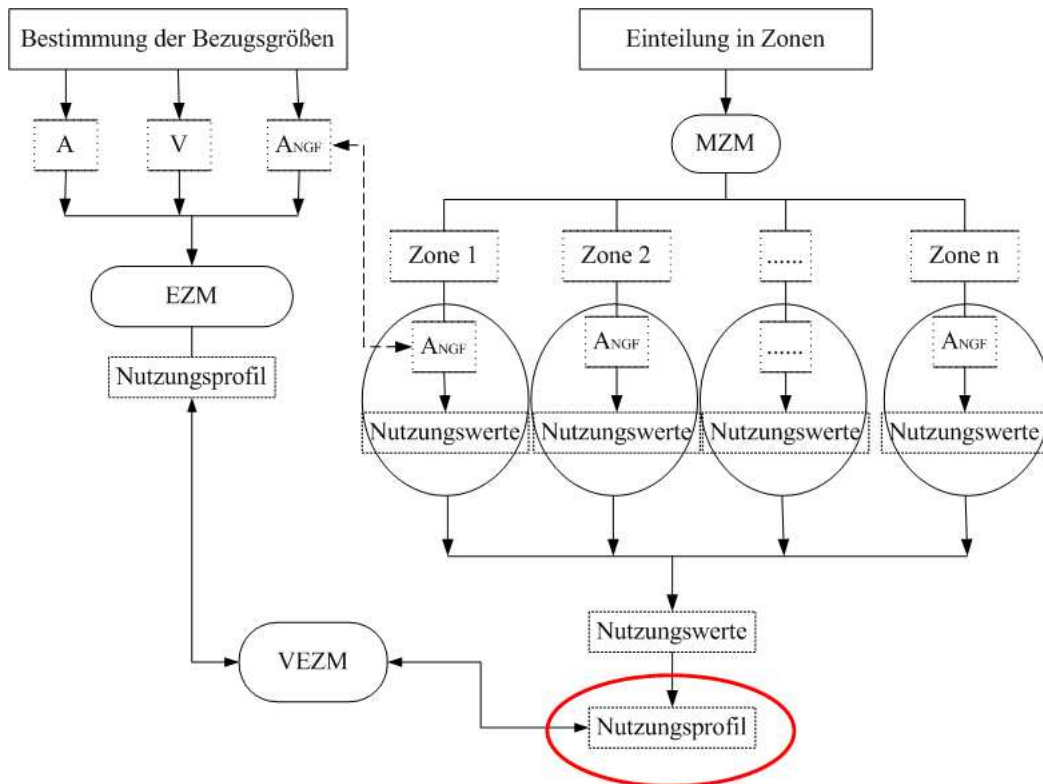 Bestimmung der Bezugsgrößen
Einteilung in Zonen
A
V
ANGF
MZM
Zone 1
Zone 2
......
Zone n
EZM
ANGF
ANGF
......
ANGF
Nutzungsprofil
Nutzungswerte
Nutzungswerte
Nutzungswerte
Nutzungswerte
Nutzungswerte
VEZM
Nutzungsprofil